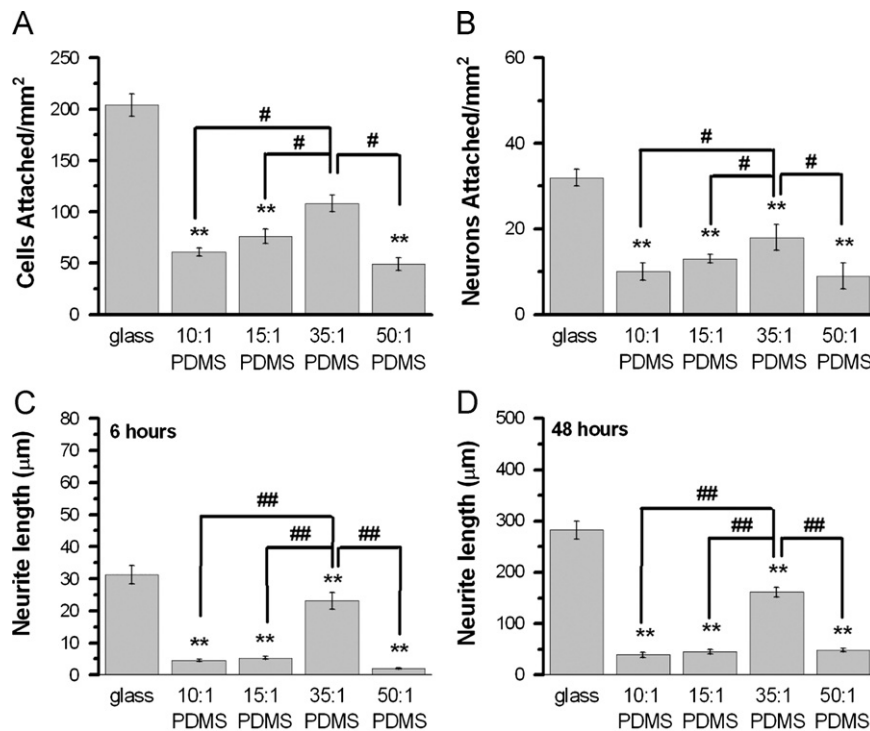 A
Cells Attached/mm²
250
200
150
100
50
0
#
#
#
**
**
**
glass
10:1
PDMS
15:1
PDMS
35:1
PDMS
50:1
PDMS
B
Neurons Attached/mm²
60
40
20
0
#
#
#
**
**
**
**
glass
10:1
PDMS
15:1
PDMS
35:1
PDMS
50:1
PDMS
C
6 hours
Neurite length (μm)
80
70
60
50
40
30
20
10
0
##
##
##
**
**
**
**
glass
10:1
PDMS
15:1
PDMS
35:1
PDMS
50:1
PDMS
D
48 hours
Neurite length (μm)
500
400
300
200
100
0
##
##
##
**
**
**
**
glass
10:1
PDMS
15:1
PDMS
35:1
PDMS
50:1
PDMS